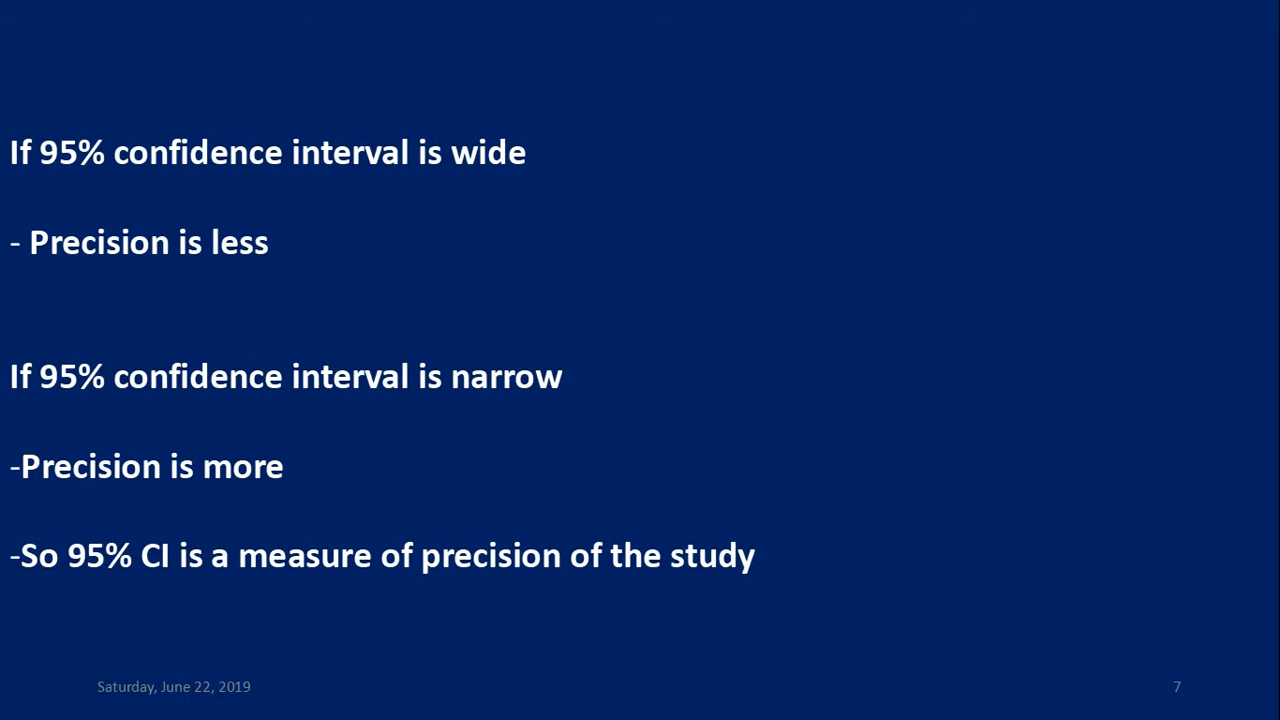 If 95% confidence interval is wide
- Precision is less
If 95% confidence interval is narrow
-Precision is more
-So 95% CI is a measure of precision of the study
Saturday, June 22, 2019
7